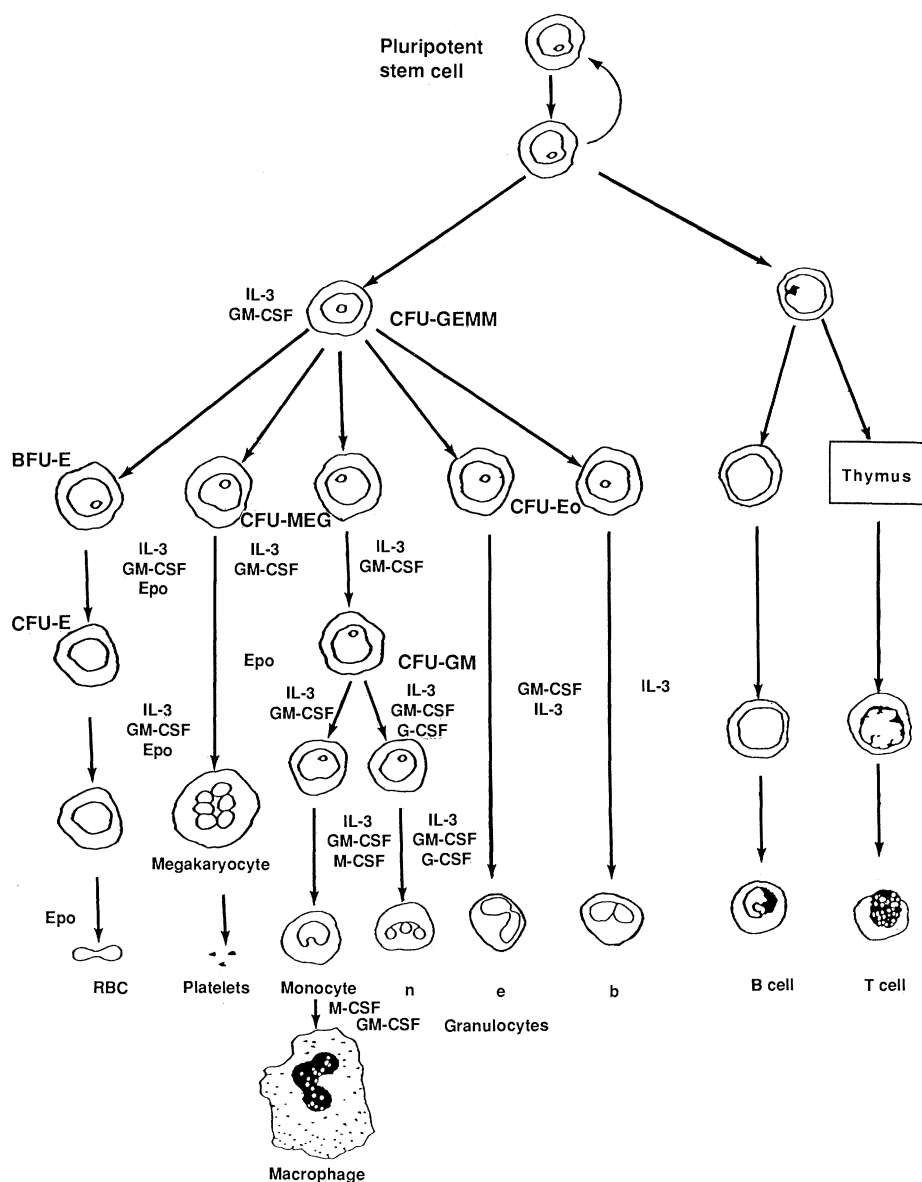 Pluripotent
stem cell
IL-3
GM-CSF
CFU-GEMM
BFU-E
CFU-MEG
CFU-Eo
Thymus
IL-3
GM-CSF
Epo
IL-3
GM-CSF
IL-3
GM-CSF
CFU-E
Epo
CFU-GM
IL-3
GM-CSF
IL-3
GM-CSF
G-CSF
GM-CSF
IL-3
IL-3
IL-3
GM-CSF
Epo
Megakaryocyte
IL-3
GM-CSF
M-CSF
IL-3
GM-CSF
G-CSF
Epo
RBC
Platelets
Monocyte
n
e
b
B cell
T cell
M-CSF
GM-CSF
Granulocytes
Macrophage